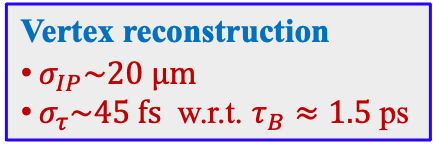 Vertex reconstruction
• σ_IP~20 μm
• σ_τ~45 fs w.r.t. τ_B ≈ 1.5 ps